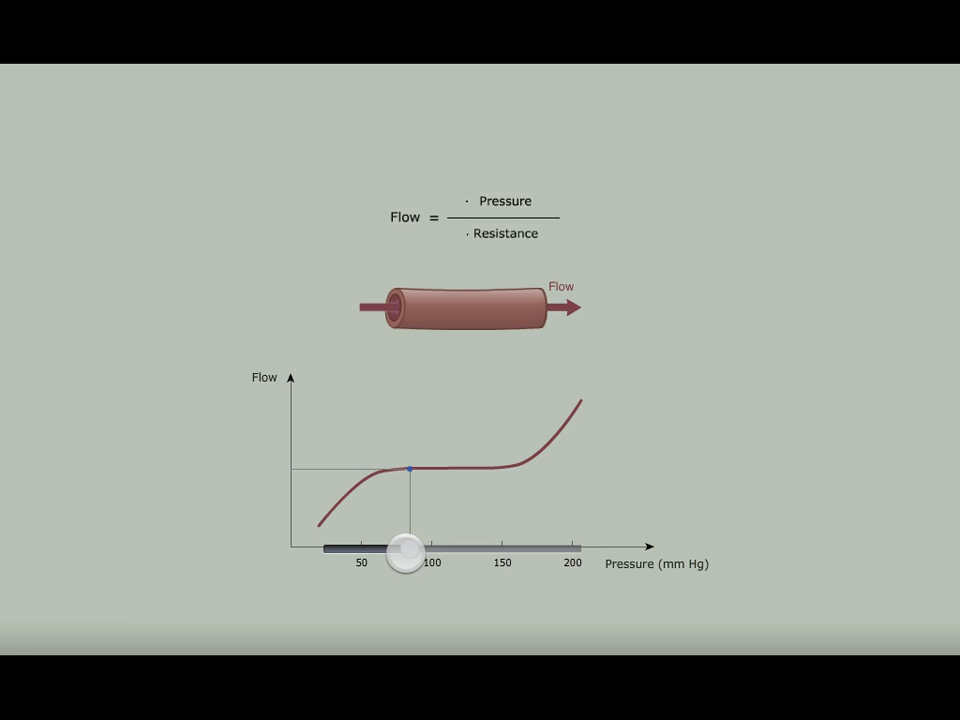 · Pressure
Flow =
· Resistance
Flow
Flow
50 100 150 200
Pressure (mm Hg)